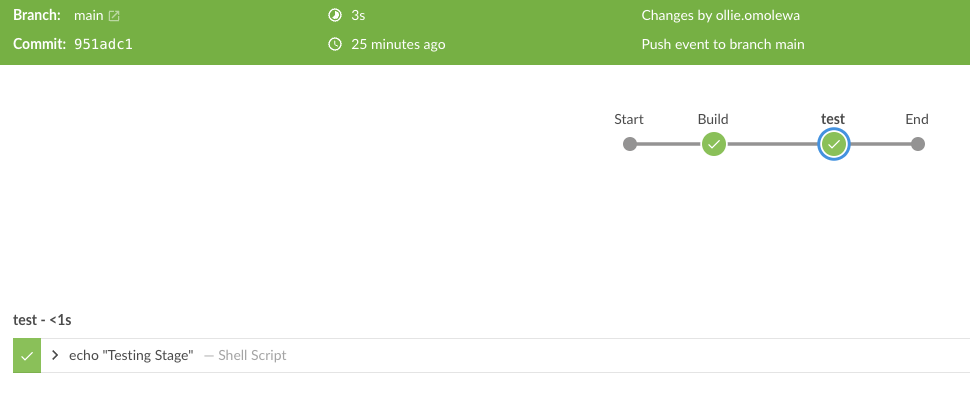 Branch: main 3s Changes by ollie.omolewa
Commit: 951adc1 25 minutes ago Push event to branch main
Start Build test End
test - <1s
echo "Testing Stage" — Shell Script